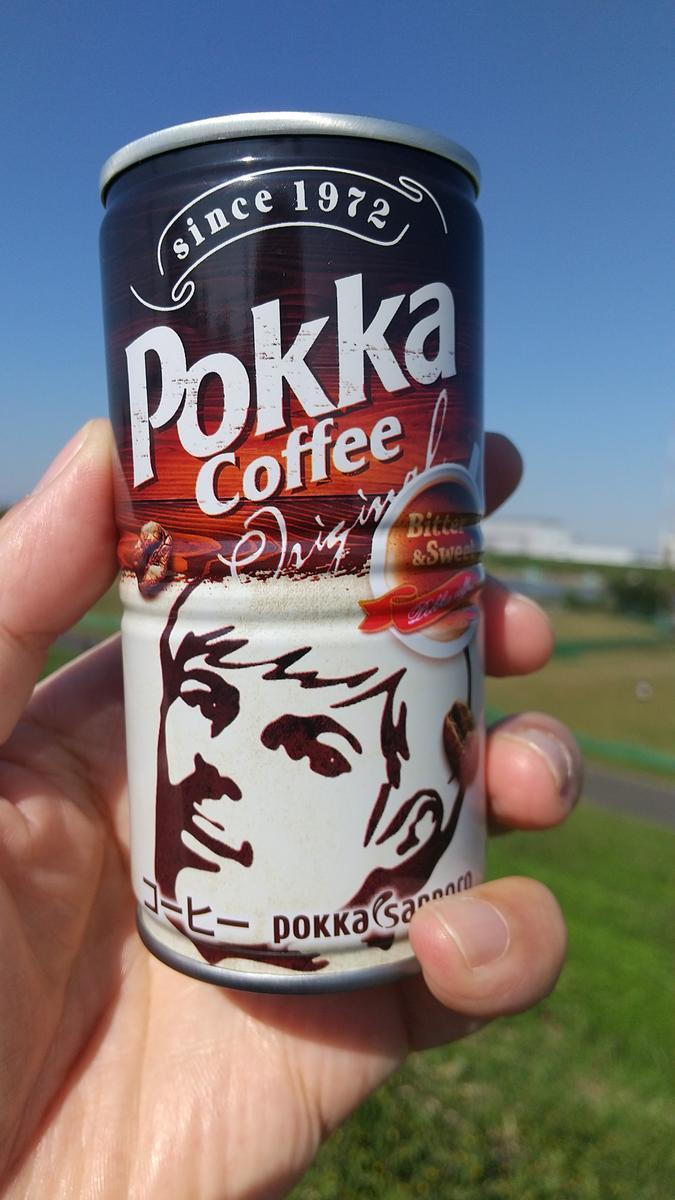 since 1972
Pokka
Coffee
Original
Bitter
&Sweet
コーヒー
pokka sapporo